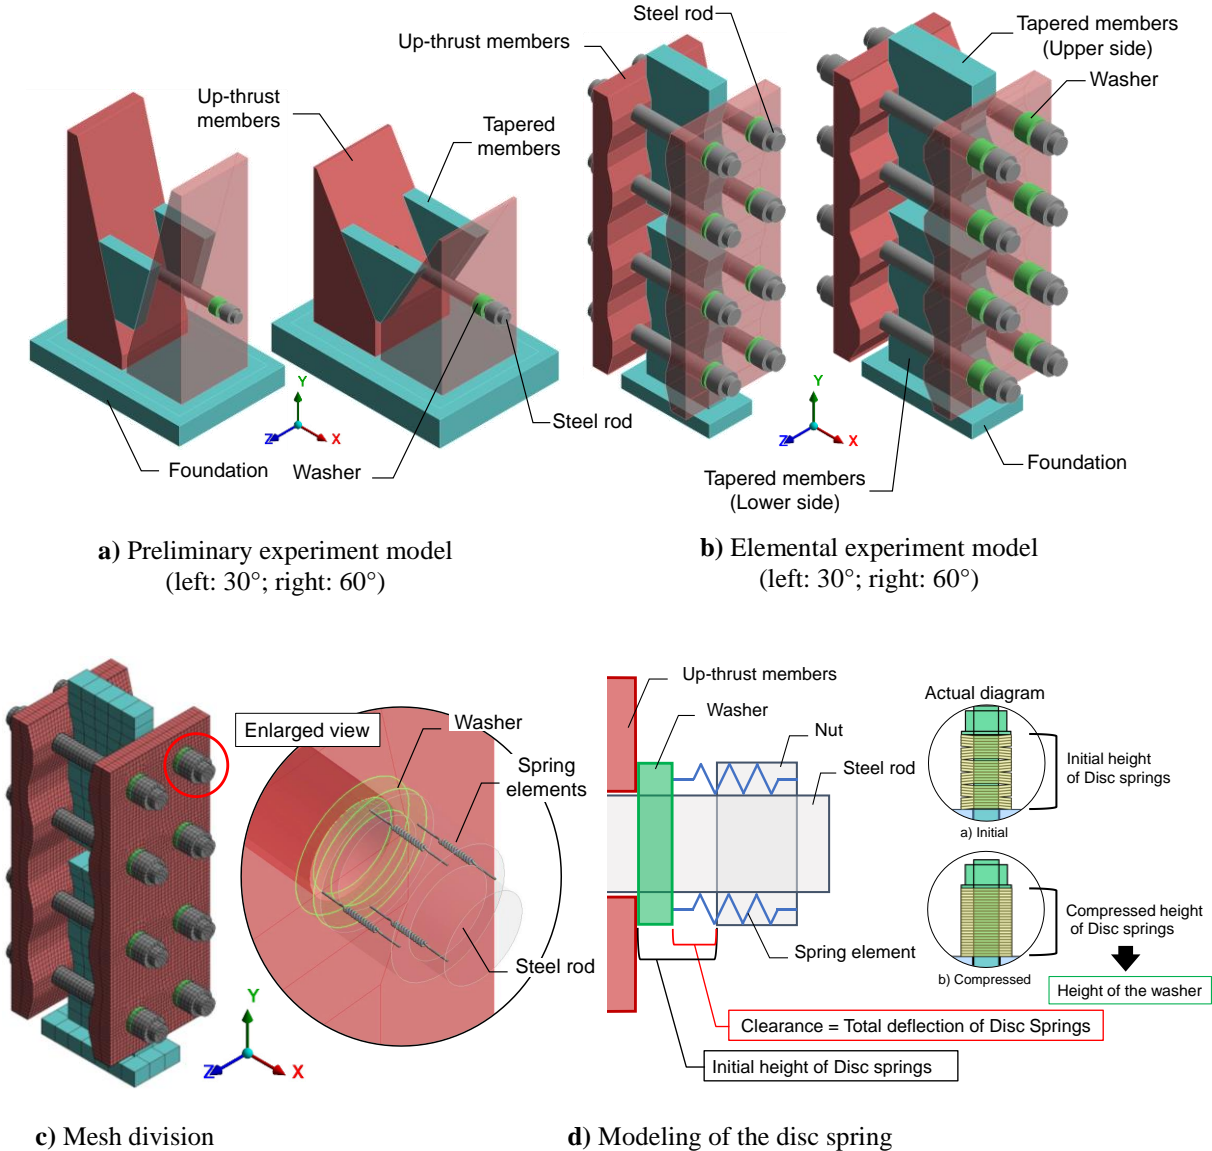 Steel rod
Up-thrust members
Tapered members
(Upper side)
Washer
Up-thrust
members
Tapered
members
Y
Z
X
Steel rod
Foundation
Washer
Y
Z
X
Foundation
Tapered members
(Lower side)
a) Preliminary experiment model
(left: 30°; right: 60°)
b) Elemental experiment model
(left: 30°; right: 60°)
Enlarged view
Washer
Spring
elements
Steel rod
Y
Z
X
c) Mesh division
Up-thrust members
Washer
Nut
Steel rod
Spring element
Clearance = Total deflection of Disc Springs
Initial height of Disc springs
Actual diagram
Initial height
of Disc springs
a) Initial
Compressed height
of Disc springs
b) Compressed
Height of the washer
d) Modeling of the disc spring